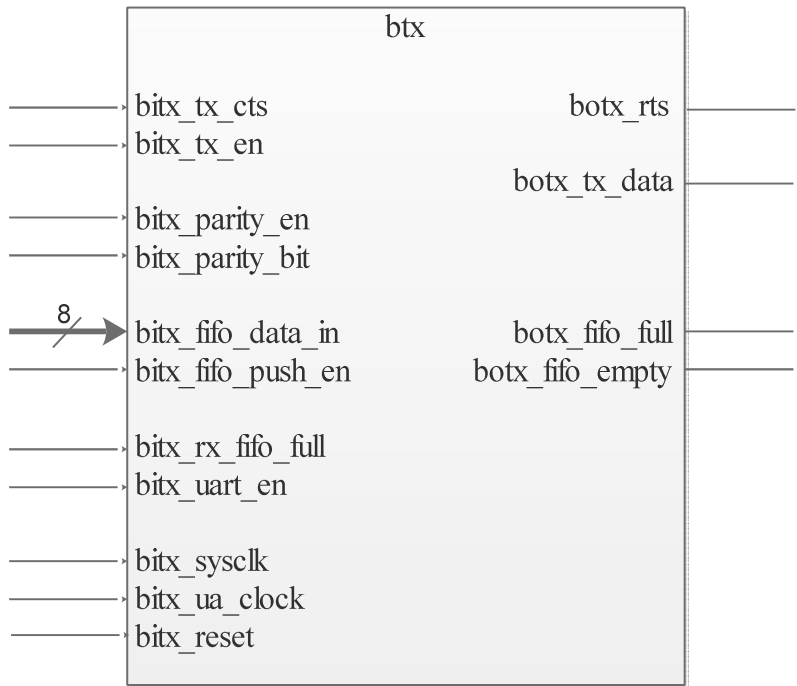 btx
bitx_tx_cts
botx_rts
bitx_tx_en
botx_tx_data
bitx_parity_en
bitx_parity_bit
8
bitx_fifo_data_in
botx_fifo_full
bitx_fifo_push_en
botx_fifo_empty
bitx_rx_fifo_full
bitx_uart_en
bitx_sysclk
bitx_ua_clock
bitx_reset